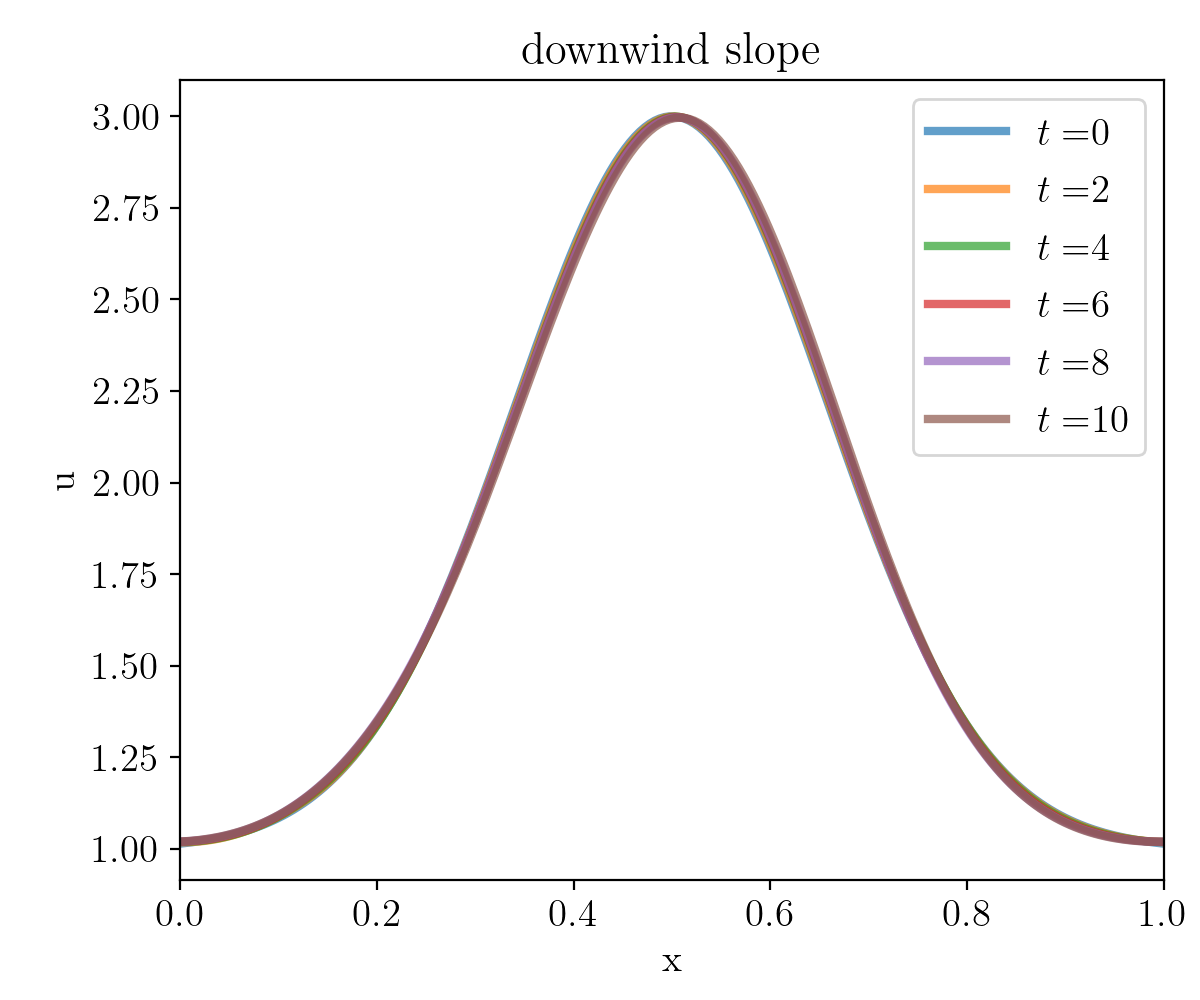 downwind slope
3.00
2.75
2.50
2.25
2.00
1.75
1.50
1.25
1.00
u
t =0
t =2
t =4
t =6
t =8
t =10
0.0 0.2 0.4 0.6 0.8 1.0
x